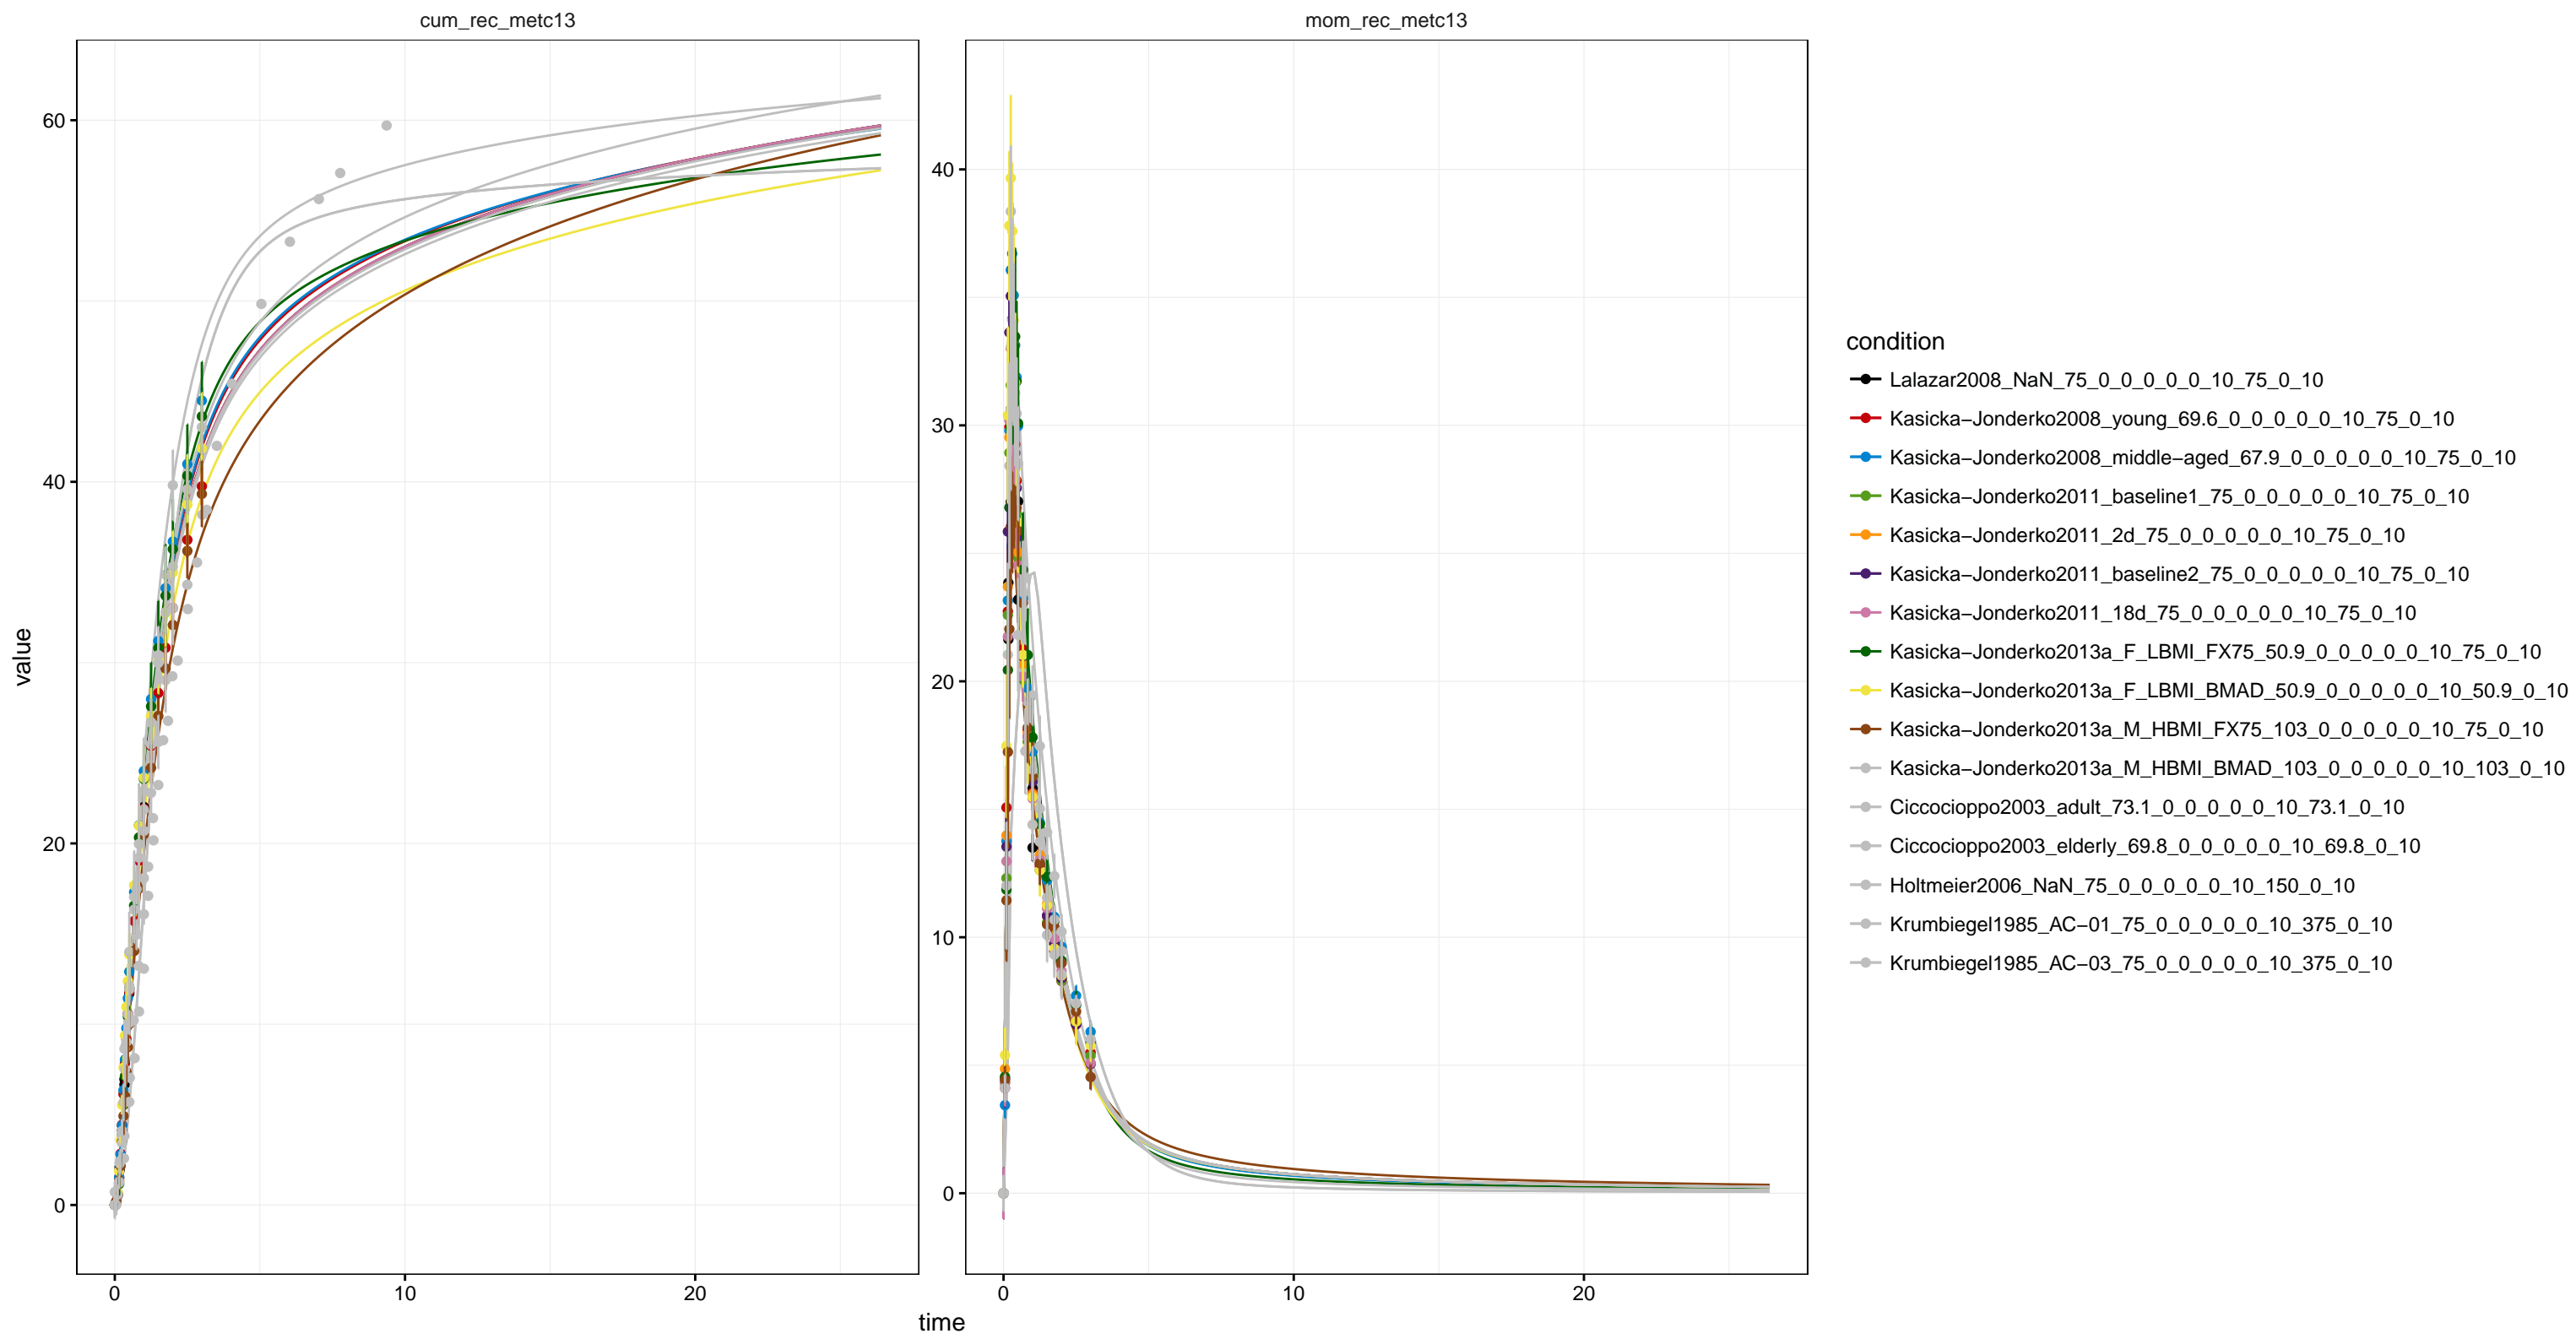 cum_rec_metc13
mom_rec_metc13
value
60
40
20
0
0
10
20
40
30
20
10
0
0
10
20
time
condition
Lalazar2008_NaN_75_0_0_0_0_0_10_75_0_10
Kasicka−Jonderko2008_young_69.6_0_0_0_0_0_10_75_0_10
Kasicka−Jonderko2008_middle−aged_67.9_0_0_0_0_0_10_75_0_10
Kasicka−Jonderko2011_baseline1_75_0_0_0_0_0_10_75_0_10
Kasicka−Jonderko2011_2d_75_0_0_0_0_0_10_75_0_10
Kasicka−Jonderko2011_baseline2_75_0_0_0_0_0_10_75_0_10
Kasicka−Jonderko2011_18d_75_0_0_0_0_0_10_75_0_10
Kasicka−Jonderko2013a_F_LBMI_FX75_50.9_0_0_0_0_0_10_75_0_10
Kasicka−Jonderko2013a_F_LBMI_BMAD_50.9_0_0_0_0_0_10_50.9_0_10
Kasicka−Jonderko2013a_M_HBMI_FX75_103_0_0_0_0_0_10_75_0_10
Kasicka−Jonderko2013a_M_HBMI_BMAD_103_0_0_0_0_0_10_103_0_10
Ciccocioppo2003_adult_73.1_0_0_0_0_0_10_73.1_0_10
Ciccocioppo2003_elderly_69.8_0_0_0_0_0_10_69.8_0_10
Holtmeier2006_NaN_75_0_0_0_0_0_10_150_0_10
Krumbiegel1985_AC−01_75_0_0_0_0_0_10_375_0_10
Krumbiegel1985_AC−03_75_0_0_0_0_0_10_375_0_10